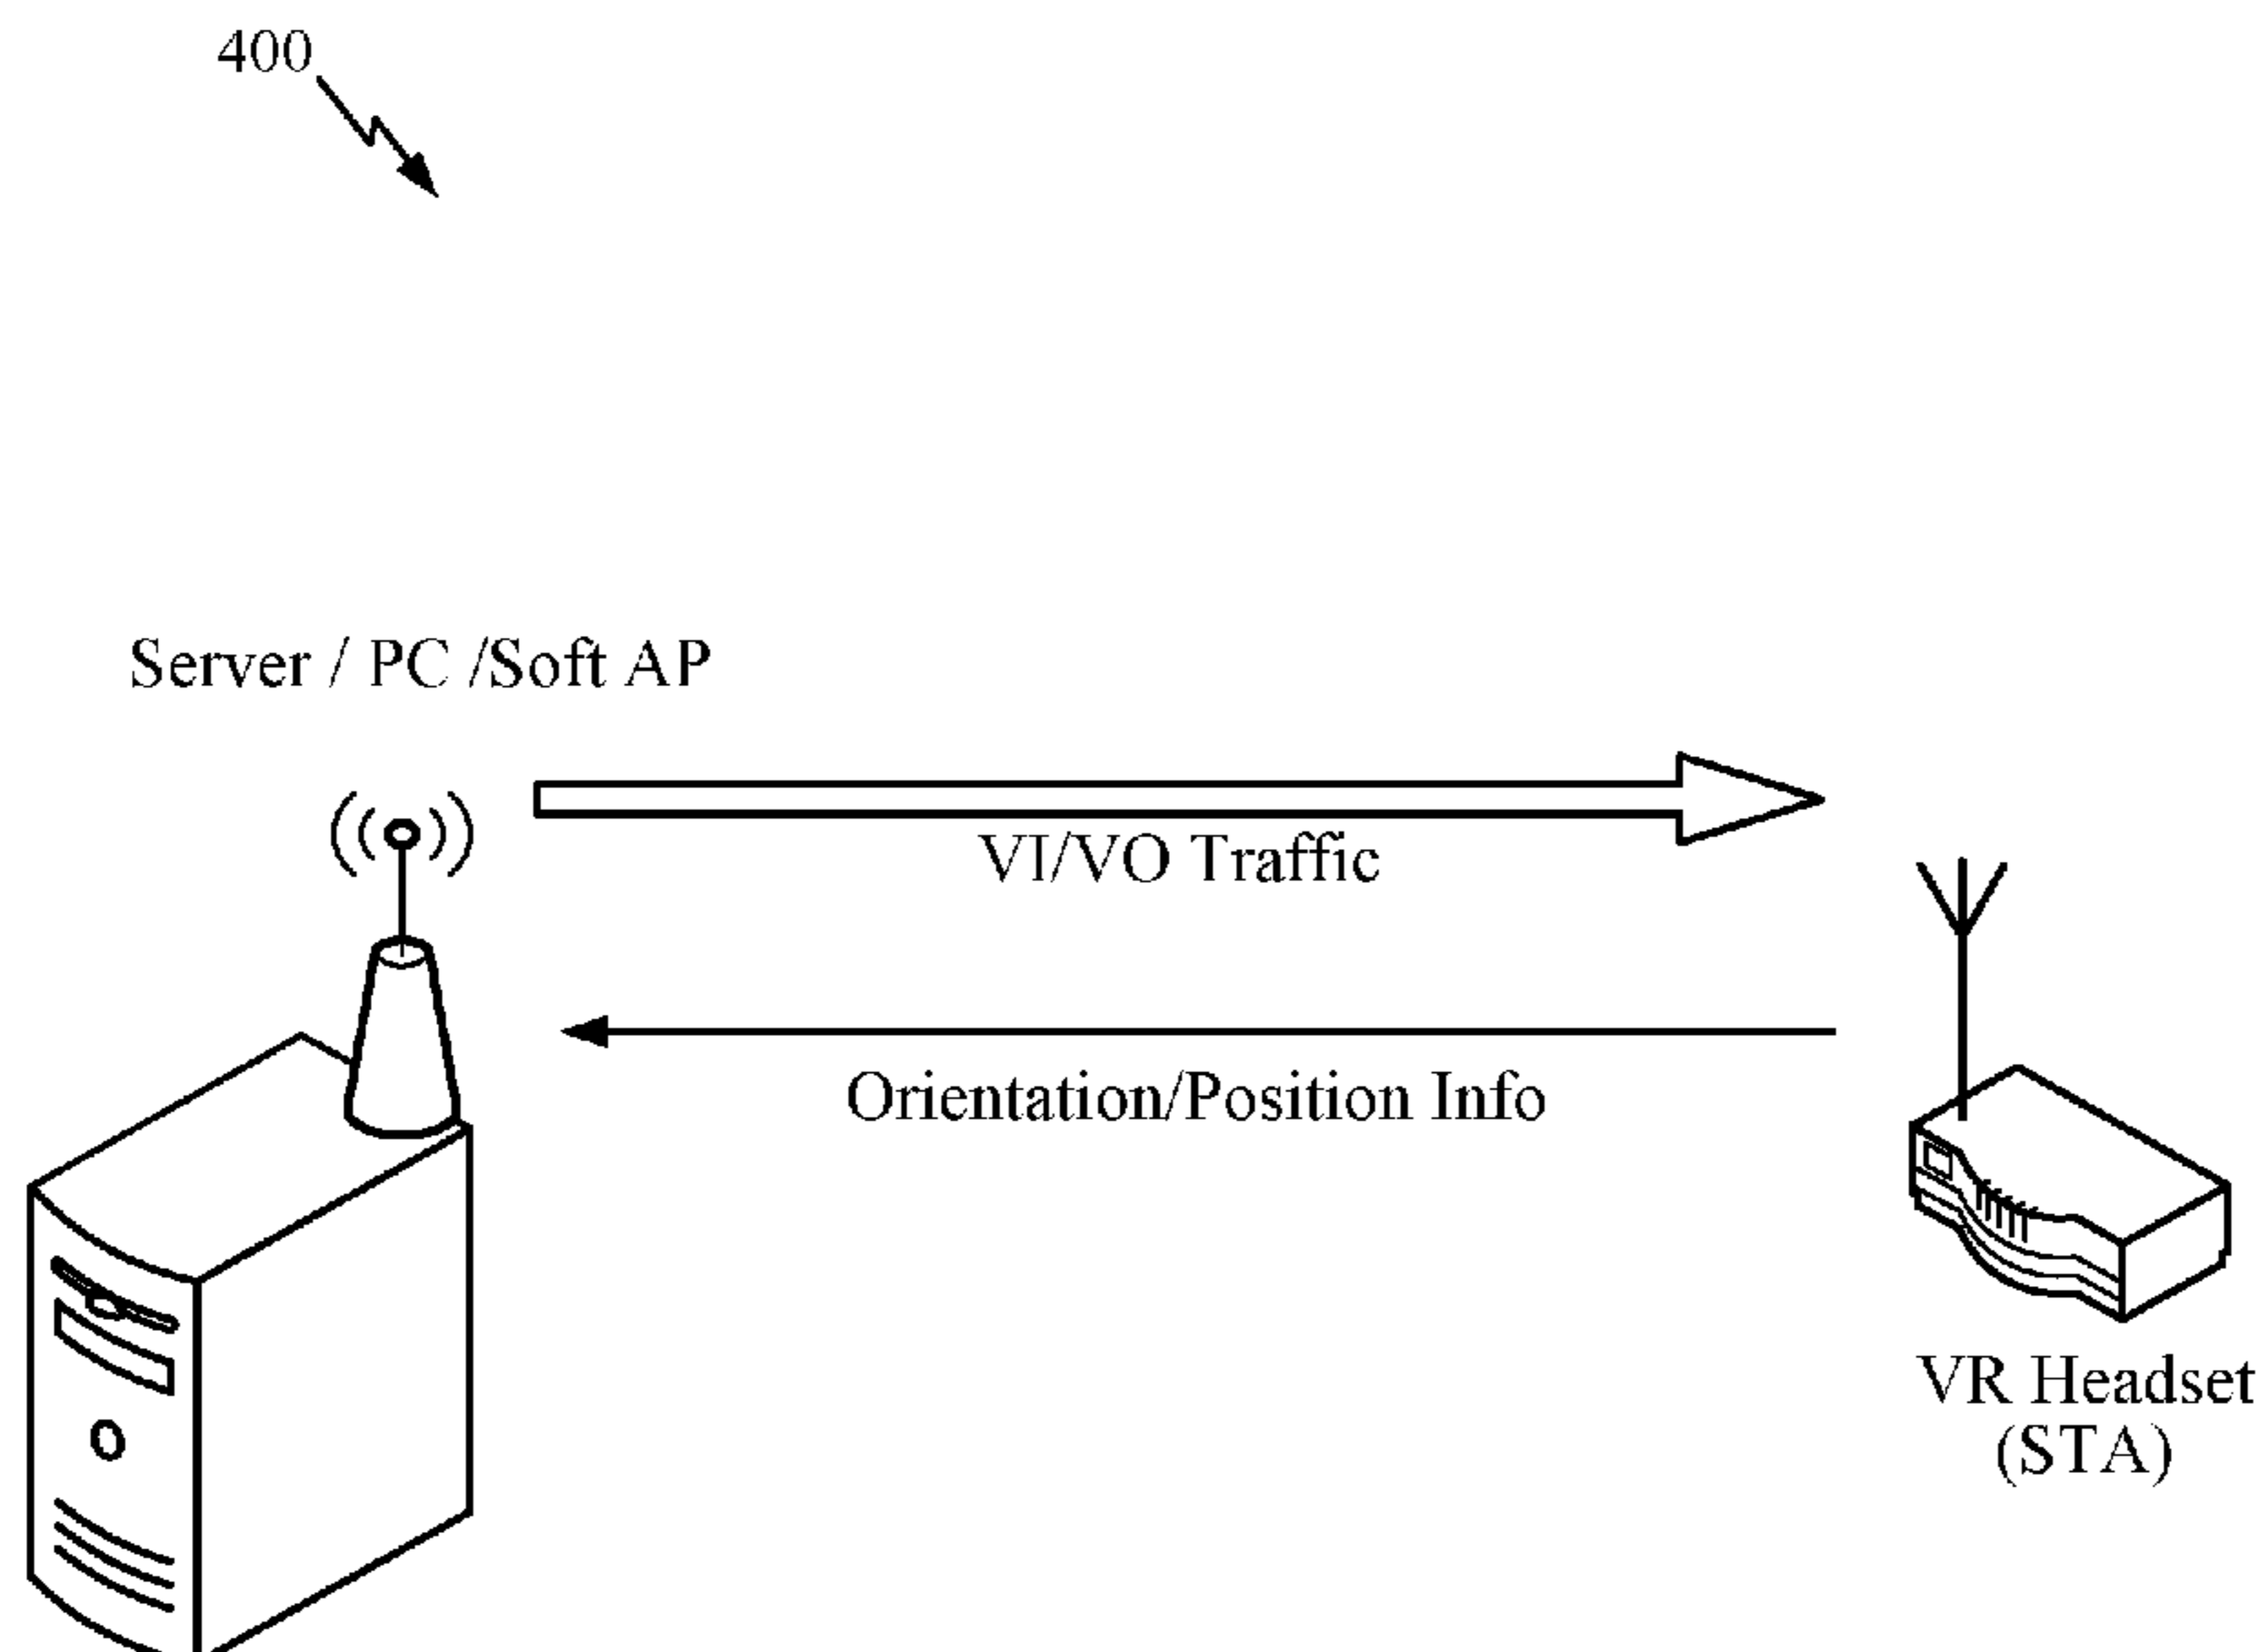 400
Server / PC /Soft AP
VI/VO Traffic
Orientation/Position Info
VR Headset
(STA)